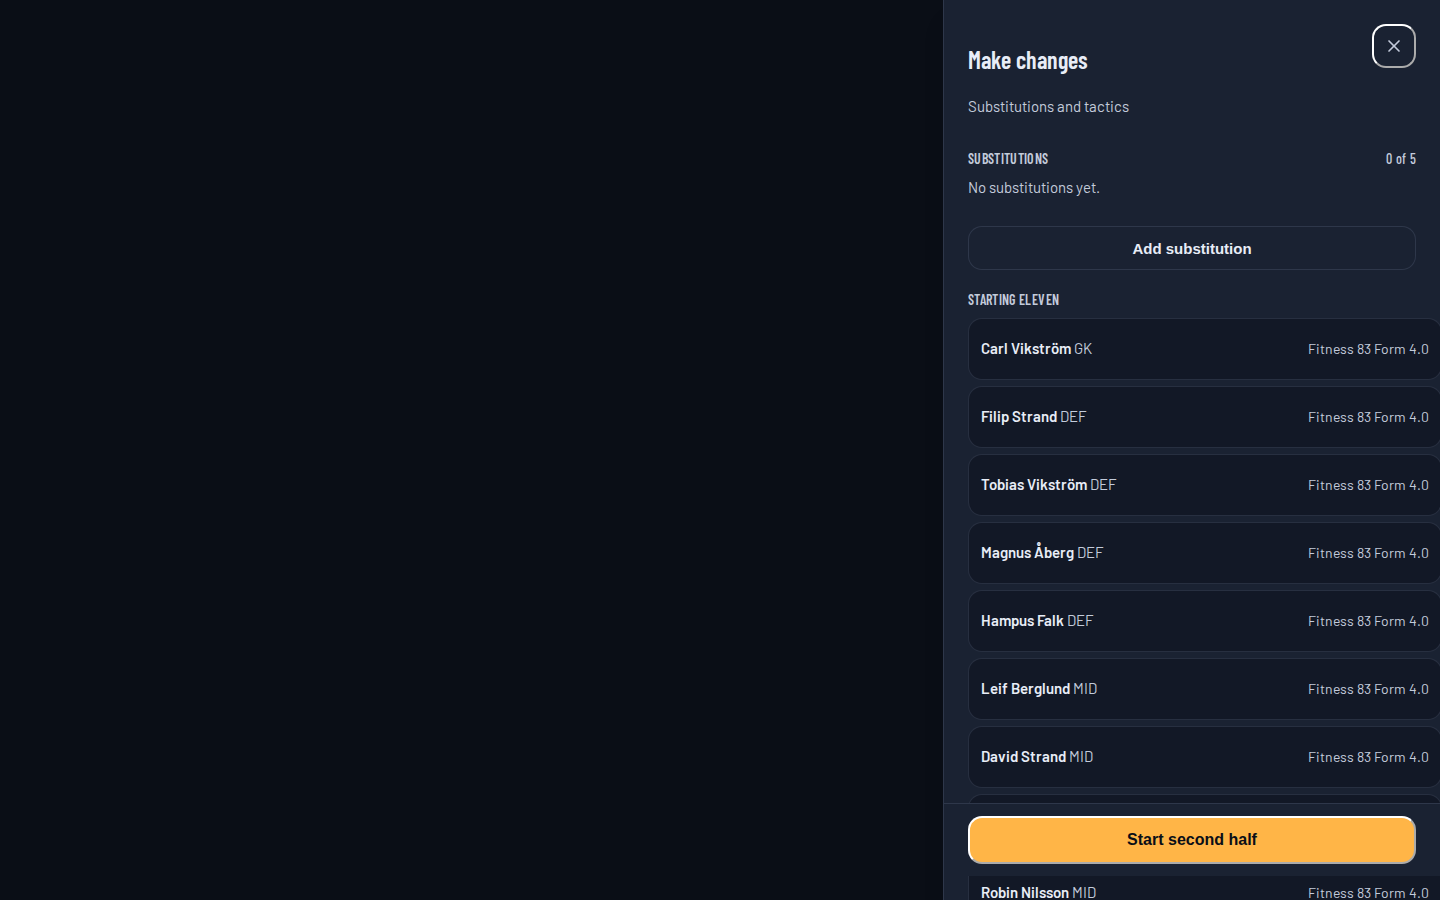 Make changes
Substitutions and tactics
SUBSTITUTIONS 0 of 5
No substitutions yet.
Add substitution
STARTING ELEVEN
Carl Vikström GK Fitness 83 Form 4.0
Filip Strand DEF Fitness 83 Form 4.0
Tobias Vikström DEF Fitness 83 Form 4.0
Magnus Åberg DEF Fitness 83 Form 4.0
Hampus Falk DEF Fitness 83 Form 4.0
Leif Berglund MID Fitness 83 Form 4.0
David Strand MID Fitness 83 Form 4.0
Start second half
Robin Nilsson MID Fitness 83 Form 4.0